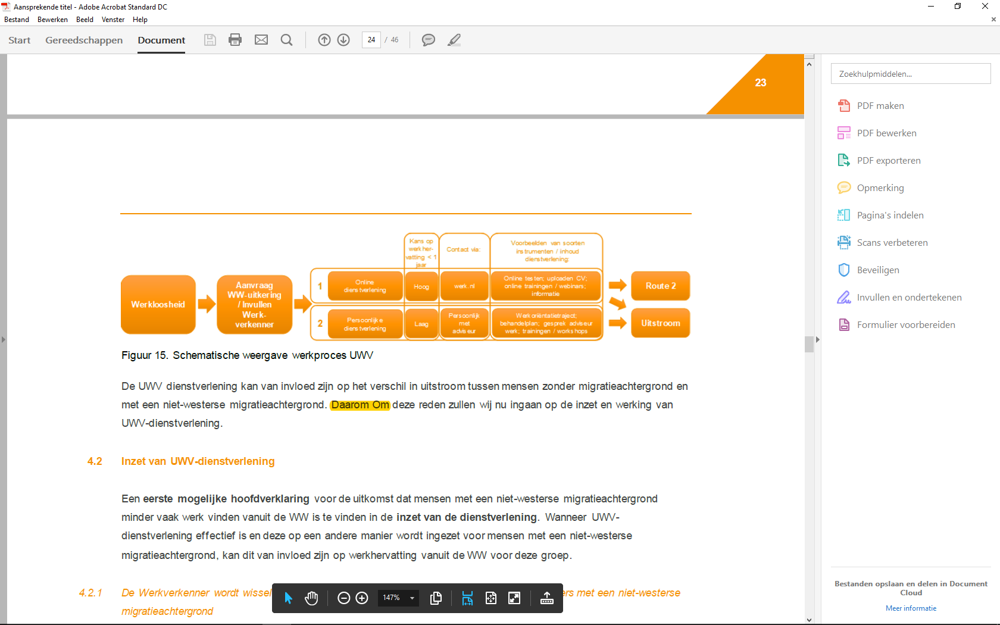 Aansprekende titel - Adobe Acrobat Standard DC
Bestand Bewerken Beeld Venster Help
Start Gereedschappen Document 24 / 46
23
Zoekhulpmiddelen...
PDF maken
PDF bewerken
PDF exporteren
Opmerking
Pagina's indelen
Scans verbeteren
Beveiligen
Invullen en ondertekenen
Formulier voorbereiden
Bestanden opslaan en delen in Document
Cloud
Meer informatie
Werkloosheid
Aanvraag
WW-uitkering
/ Invullen
Werk-
verkenner
Kans op
werkher-
vatting < 1
jaar
Contact via:
Voorbeelden van soorten
instrumenten / inhoud
dienstverlening:
1
Online
dienstverlening
Hoog
werk.nl
Online testen; uploaden CV;
online trainingen / webinars;
informatie
Route 2
2
Persoonlijke
dienstverlening
Laag
Persoonlijk
met
adviseur
Werkoriëntatietraject;
behandelplan; gesprek adviseur
werk; trainingen / workshops
Uitstroom
Figuur 15. Schematische weergave werkproces UWV
De UWV dienstverlening kan van invloed zijn op het verschil in uitstroom tussen mensen zonder migratieachtergrond en
met een niet-westerse migratieachtergrond. Daarom Om deze reden zullen wij nu ingaan op de inzet en werking van
UWV-dienstverlening.
4.2 Inzet van UWV-dienstverlening
Een eerste mogelijke hoofdverklaring voor de uitkomst dat mensen met een niet-westerse migratieachtergrond
minder vaak werk vinden vanuit de WW is te vinden in de inzet van de dienstverlening. Wanneer UWV-
dienstverlening effectief is en deze op een andere manier wordt ingezet voor mensen met een niet-westerse
migratieachtergrond, kan dit van invloed zijn op werkhervatting vanuit de WW voor deze groep.
4.2.1 De Werkverkenner wordt wissel ers met een niet-westerse
migratieachtergrond
147%